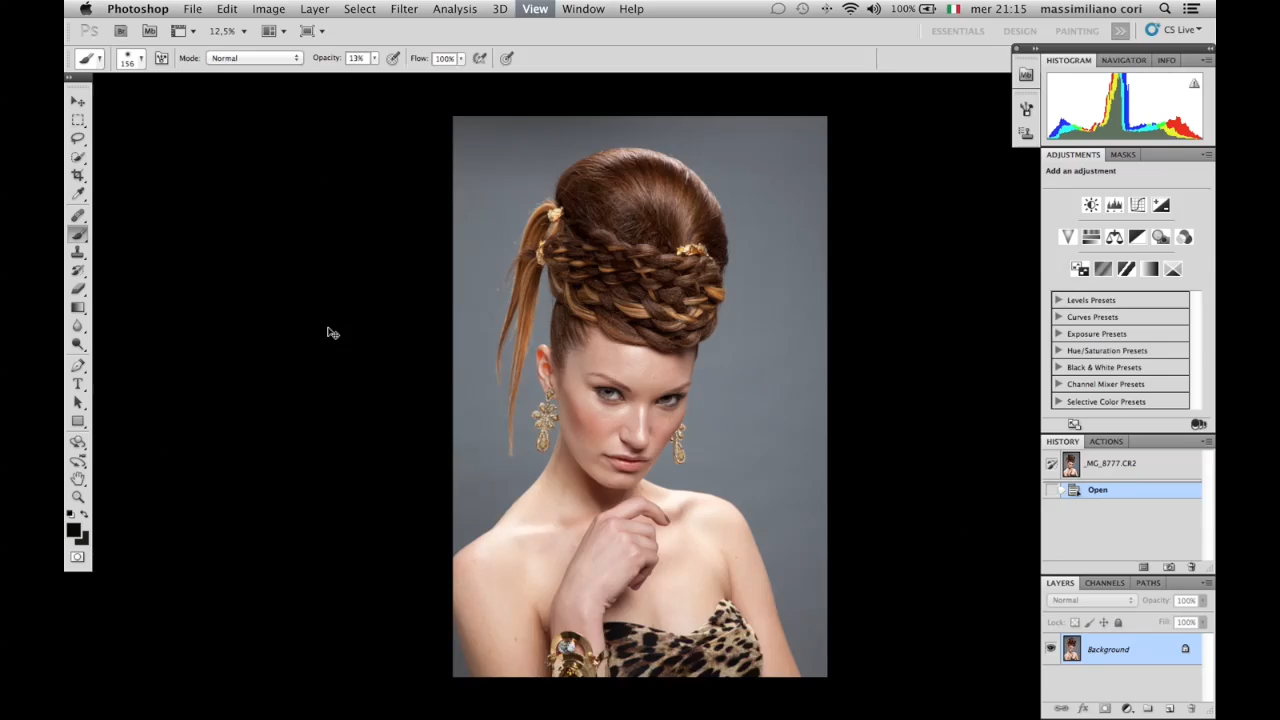 Photoshop File Edit Image Layer Select Filter Analysis 3D View Window Help 100% mer 21:15 massimiliano cori
Ps Br Mb 12,5% ESSENTIALS DESIGN PAINTING >> CS Live
156 Mode: Normal Opacity: 13% Flow: 100%
HISTOGRAM NAVIGATOR INFO
Mb
ADJUSTMENTS MASKS
Add an adjustment
Levels Presets
Curves Presets
Exposure Presets
Hue/Saturation Presets
Black & White Presets
Channel Mixer Presets
Selective Color Presets
HISTORY ACTIONS
_MG_8777.CR2
Open
LAYERS CHANNELS PATHS
Normal Opacity: 100%
Lock: Fill: 100%
Background